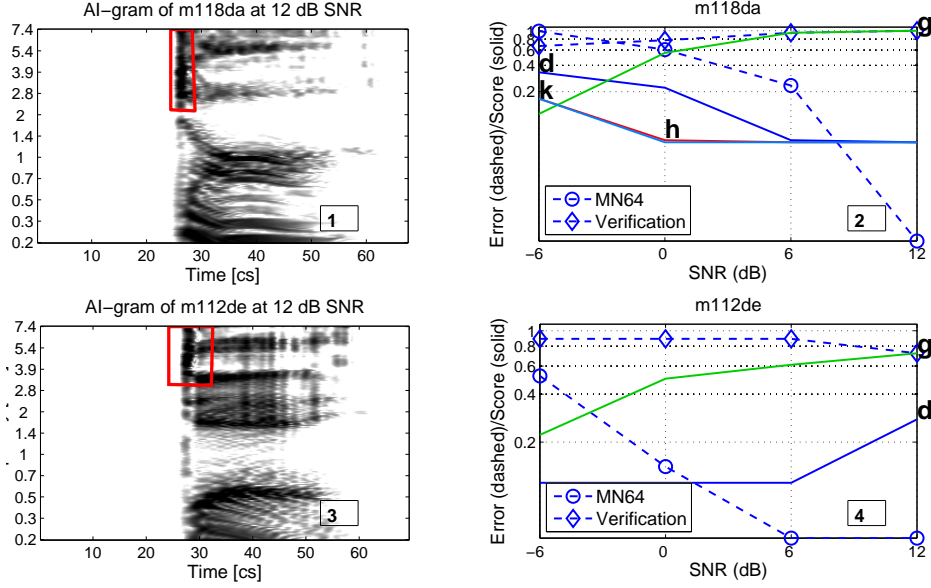 AI−gram of m118da at 12 dB SNR
7.4
5.4
3.9
2.8
2
1.4
1
0.7
0.5
0.3
0.2
10 20 30 40 50 60
Time [cs]
1
m118da
Error (dashed)/Score (solid)
1
0.8
0.6
0.4
0.2
g
d
k
h
MN64
Verification
2
−6 0 6 12
SNR (dB)
AI−gram of m112de at 12 dB SNR
7.4
5.4
3.9
2.8
2
1.4
0.7
0.5
0.3
0.2
10 20 30 40 50 60
Time [cs]
3
m112de
Error (dashed)/Score (solid)
1
0.8
0.6
0.4
0.2
g
d
MN64
Verification
4
−6 0 6 12
SNR (dB)